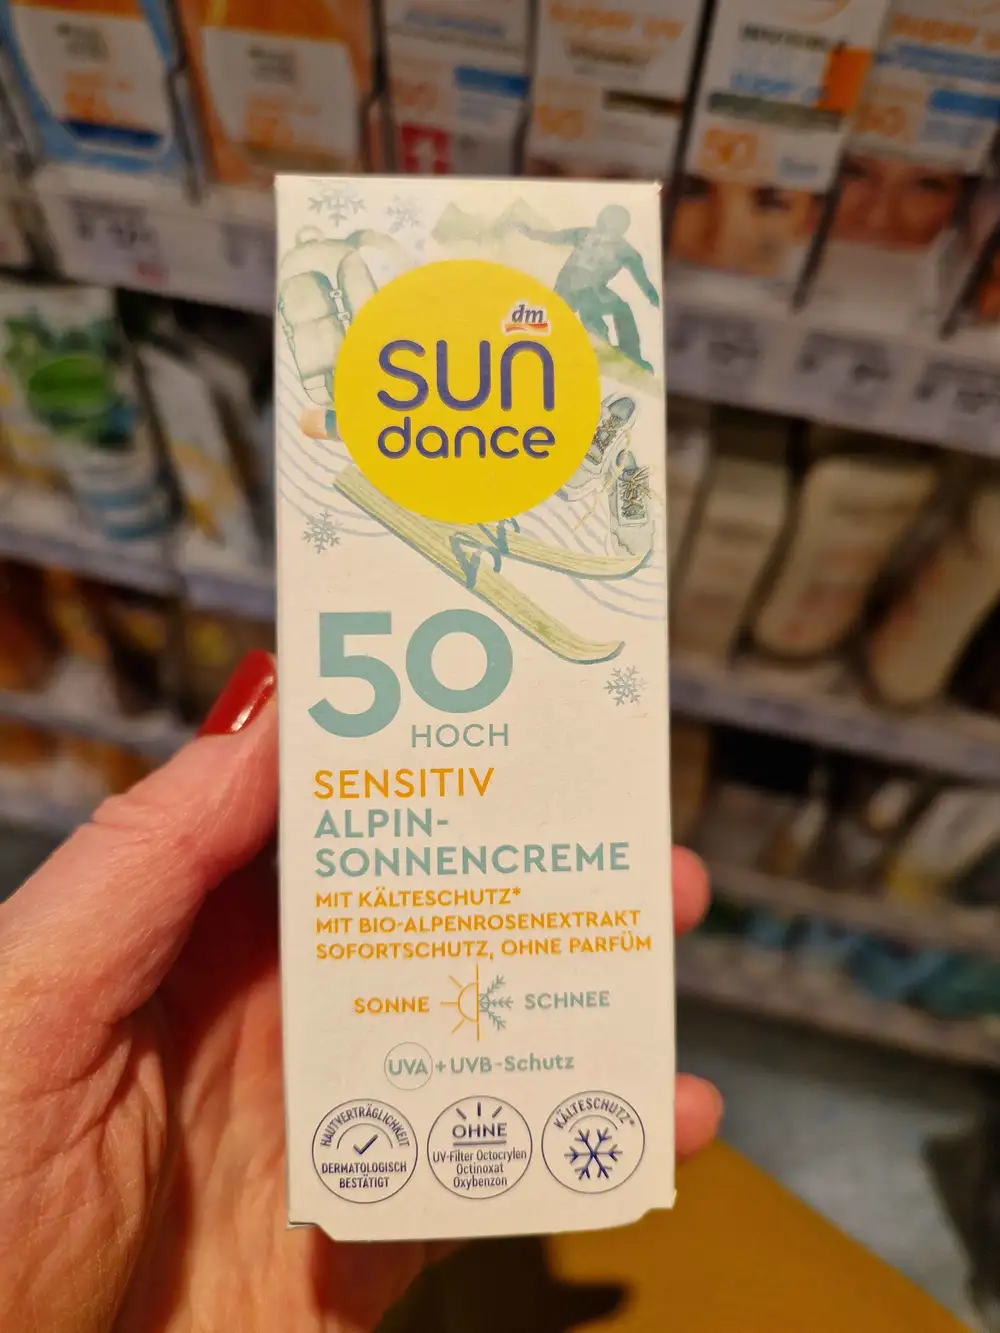 dm
SUN
dance
50
HOCH
SENSITIV
ALPIN-
SONNENCREME
MIT KÄLTESCHUTZ*
MIT BIO-ALPENROSENEXTRAKT
SOFORTSCHUTZ, OHNE PARFÜM
SONNE SCHNEE
UVA + UVB-Schutz
HAUTVERTRÄGLICHKEIT
DERMATOLOGISCH
BESTÄTIGT
OHNE
UV-Filter Octocrylen
Octinoxat
Oxybenzon
KÄLTESCHUTZ*
50